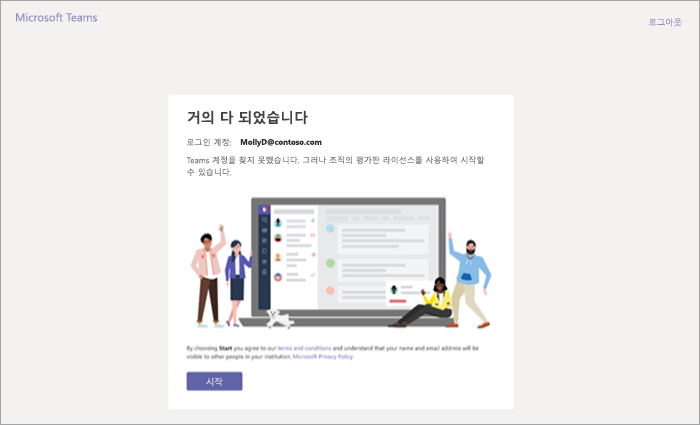 Microsoft Teams
로그아웃
거의 다 되었습니다
로그인 계정: MollyD@contoso.com
Teams 계정을 찾지 못했습니다. 그러나 조직의 평가판 라이선스를 사용하여 시작할
수 있습니다.
By choosing Start you agree to our terms and conditions and understand that your name and email address will be
visible to other people in your institution. Microsoft Privacy Policy
시작